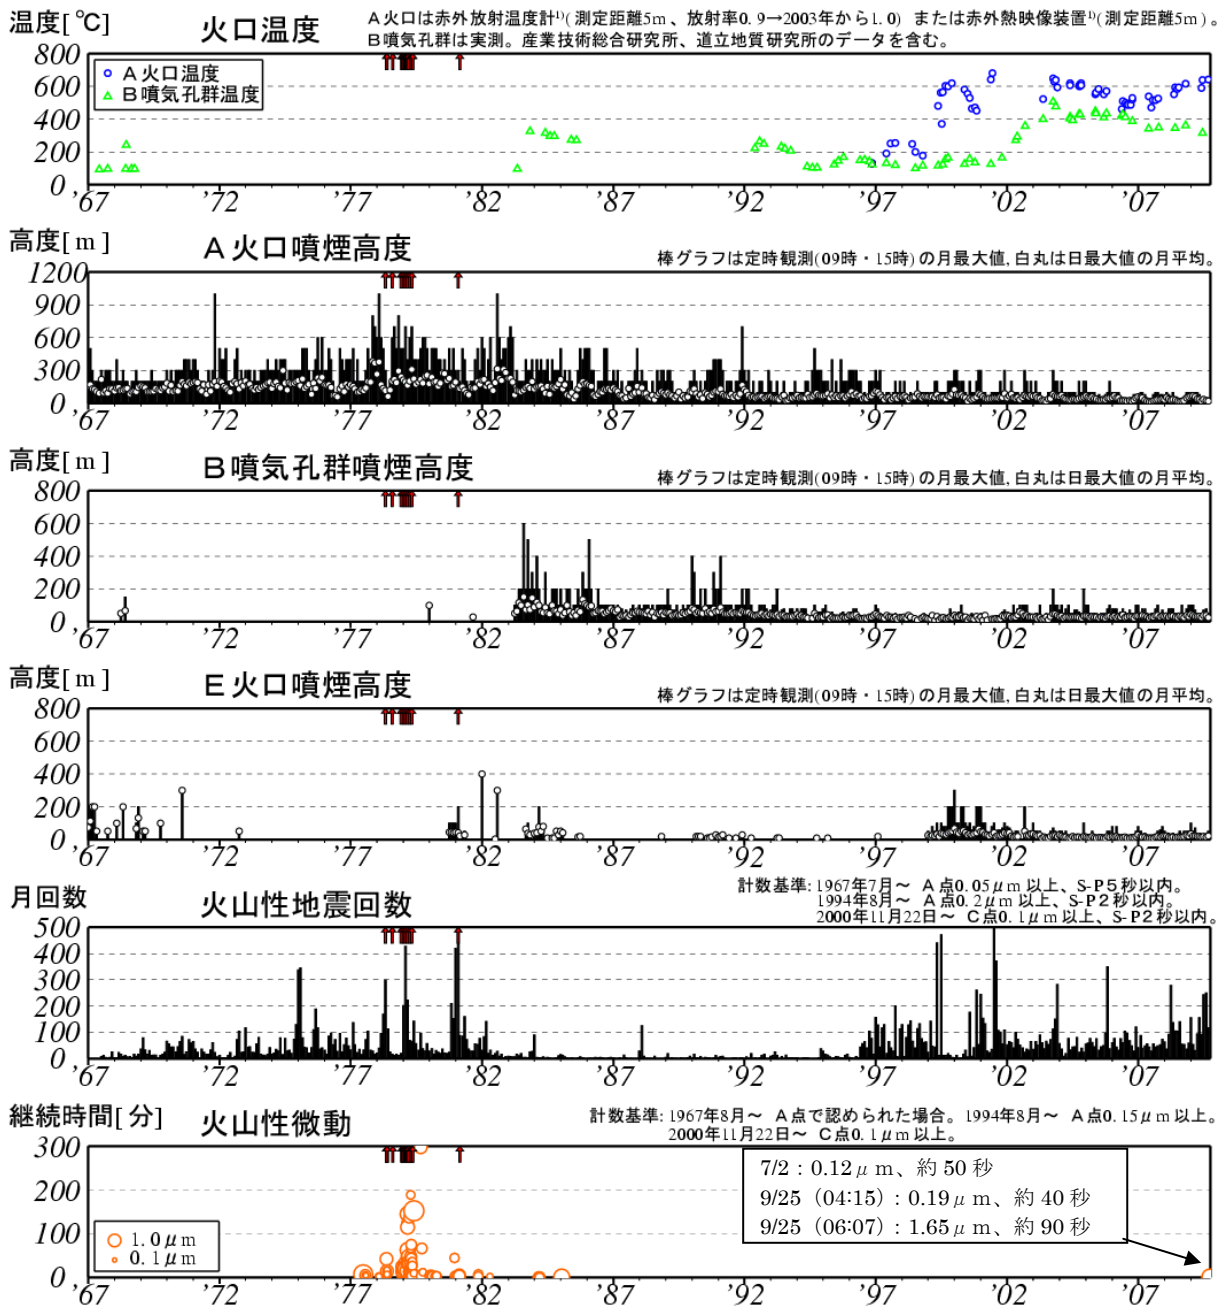 温度[℃]
火口温度
A火口は赤外放射温度計¹⁾(測定距離5m、放射率0.9→2003年から1.0) または赤外熱映像装置¹⁾(測定距離5m)。
B噴気孔群は実測。産業技術総合研究所、道立地質研究所のデータを含む。
800
600
400
200
0
A火口温度
B噴気孔群温度
'67 '72 '77 '82 '87 '92 '97 '02 '07
高度[m]
A火口噴煙高度
棒グラフは定時観測(09時・15時)の月最大値,白丸は日最大値の月平均。
1200
900
600
300
0
'67 '72 '77 '82 '87 '92 '97 '02 '07
高度[m]
B噴気孔群噴煙高度
棒グラフは定時観測(09時・15時)の月最大値,白丸は日最大値の月平均。
800
600
400
200
0
'67 '72 '77 '82 '87 '92 '97 '02 '07
高度[m]
E火口噴煙高度
棒グラフは定時観測(09時・15時)の月最大値,白丸は日最大値の月平均。
800
600
400
200
0
'67 '72 '77 '82 '87 '92 '97 '02 '07
月回数
火山性地震回数
計数基準: 1967年7月～ A点0.05μm以上、S-P5秒以内。
1994年8月～ A点0.2μm以上、S-P2秒以内。
2000年11月22日～ C点0.1μm以上、S-P2秒以内。
500
400
300
200
100
0
'67 '72 '77 '82 '87 '92 '97 '02 '07
継続時間[分]
火山性微動
計数基準: 1967年8月～ A点で認められた場合。1994年8月～ A点0.15μm以上。
2000年11月22日～ C点0.1μm以上。
300
200
100
0
1.0μm
0.1μm
7/2：0.12μm、約50秒
9/25（04:15）：0.19μm、約40秒
9/25（06:07）：1.65μm、約90秒
'67 '72 '77 '82 '87 '92 '97 '02 '07